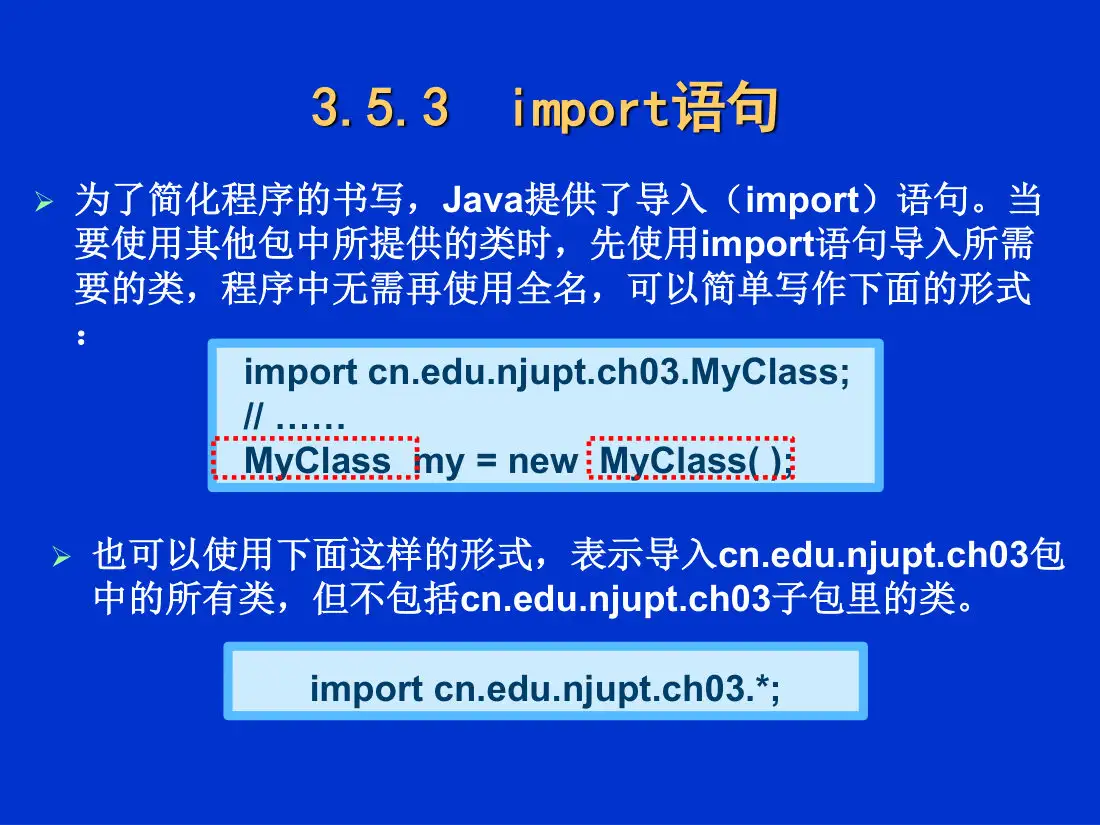 3.5.3 import语句
为了简化程序的书写，Java提供了导入（import）语句。当
要使用其他包中所提供的类时，先使用import语句导入所需
要的类，程序中无需再使用全名，可以简单写作下面的形式
：
import cn.edu.njupt.ch03.MyClass;
// ……
MyClass my = new MyClass( );
也可以使用下面这样的形式，表示导入cn.edu.njupt.ch03包
中的所有类，但不包括cn.edu.njupt.ch03子包里的类。
import cn.edu.njupt.ch03.*;